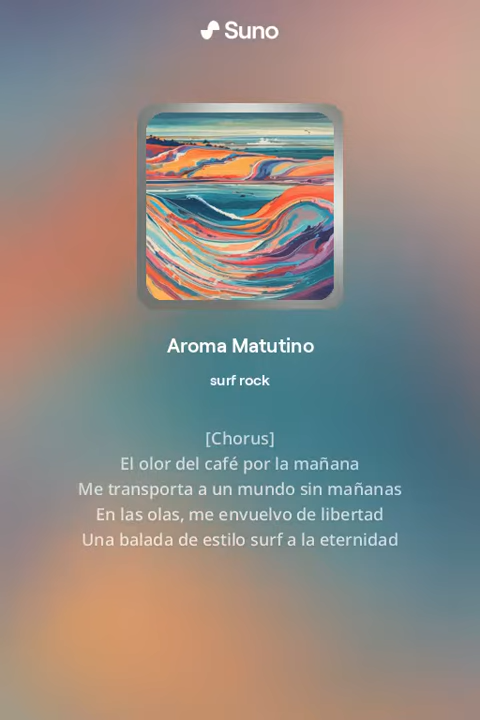 Suno
Aroma Matutino
surf rock
[Chorus]
El olor del café por la mañana
Me transporta a un mundo sin mañanas
En las olas, me envuelvo de libertad
Una balada de estilo surf a la eternidad